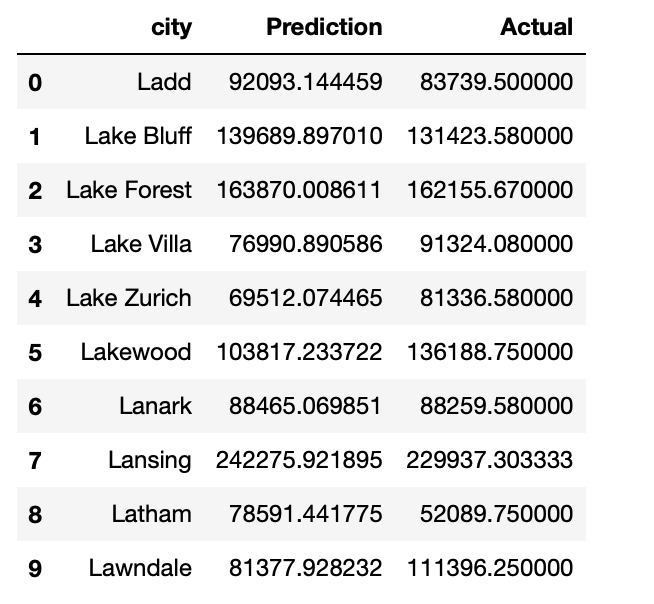 city Prediction Actual
0 Ladd 92093.144459 83739.500000
1 Lake Bluff 139689.897010 131423.580000
2 Lake Forest 163870.008611 162155.670000
3 Lake Villa 76990.890586 91324.080000
4 Lake Zurich 69512.074465 81336.580000
5 Lakewood 103817.233722 136188.750000
6 Lanark 88465.069851 88259.580000
7 Lansing 242275.921895 229937.303333
8 Latham 78591.441775 52089.750000
9 Lawndale 81377.928232 111396.250000